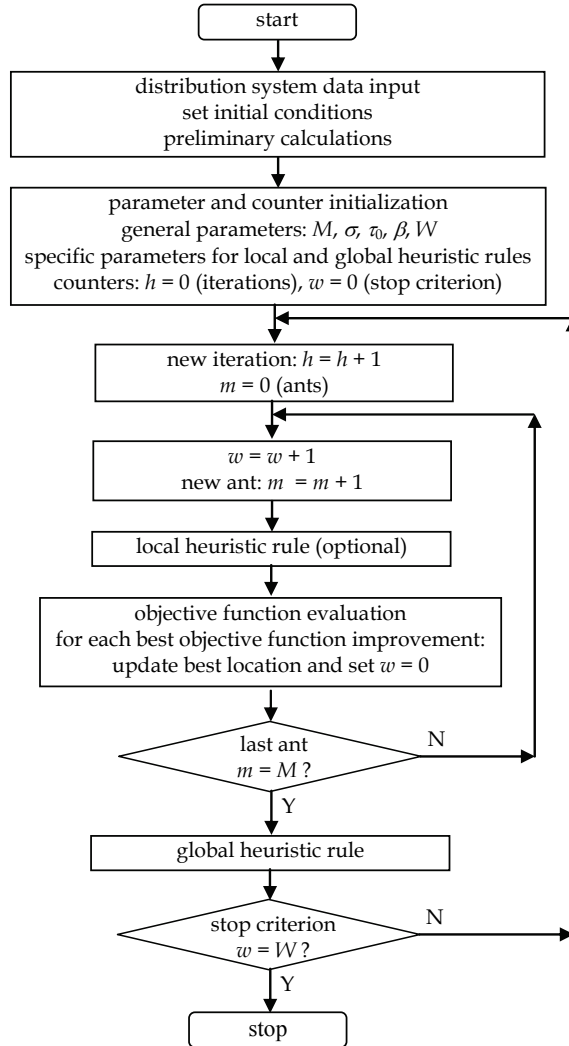 start
distribution system data input
set initial conditions
preliminary calculations
parameter and counter initialization
general parameters: M, σ, τ0, β, W
specific parameters for local and global heuristic rules
counters: h = 0 (iterations), w = 0 (stop criterion)
new iteration: h = h + 1
m = 0 (ants)
w = w + 1
new ant: m = m + 1
local heuristic rule (optional)
objective function evaluation
for each best objective function improvement:
update best location and set w = 0
last ant
m = M ?
N
Y
global heuristic rule
stop criterion
w = W ?
N
Y
stop